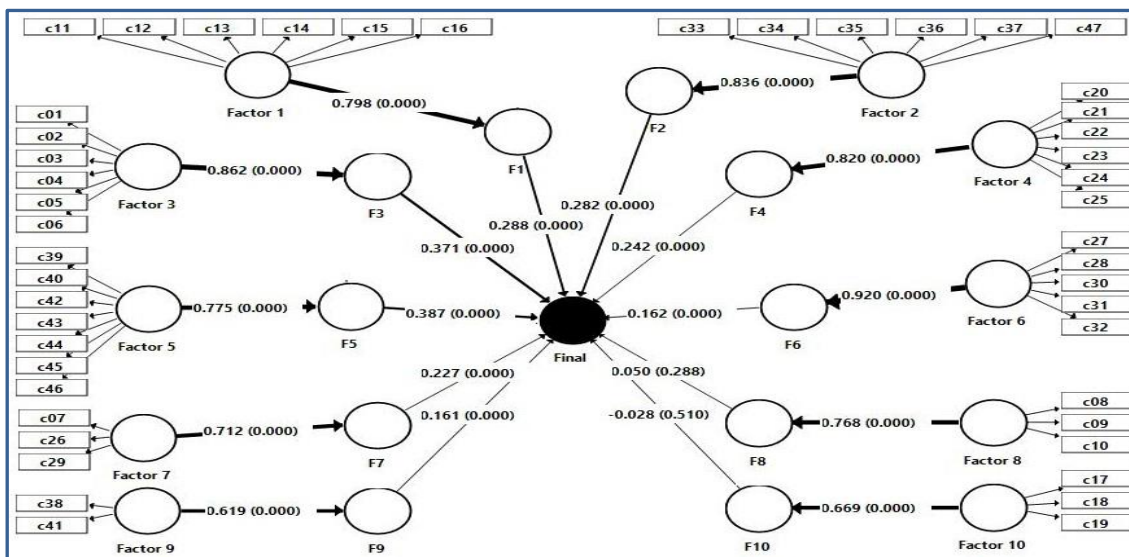 c11 c12 c13 c14 c15 c16
c33 c34 c35 c36 c37 c47
Factor 1
0.798 (0.000)
F1
0.288 (0.000)
Factor 2
0.836 (0.000)
F2
0.282 (0.000)
c01
c02
c03
c04
c05
c06
Factor 3
0.862 (0.000)
F3
0.371 (0.000)
c20
c21
c22
c23
c24
c25
Factor 4
0.820 (0.000)
F4
0.242 (0.000)
c39
c40
c42
c43
c44
c45
c46
Factor 5
0.775 (0.000)
F5
0.387 (0.000)
Final
c27
c28
c30
c31
c32
Factor 6
0.920 (0.000)
F6
0.162 (0.000)
c07
c26
c29
Factor 7
0.712 (0.000)
F7
0.227 (0.000)
c08
c09
c10
Factor 8
0.768 (0.000)
F8
0.050 (0.288)
c38
c41
Factor 9
0.619 (0.000)
F9
0.161 (0.000)
c17
c18
c19
Factor 10
0.669 (0.000)
F10
-0.028 (0.510)